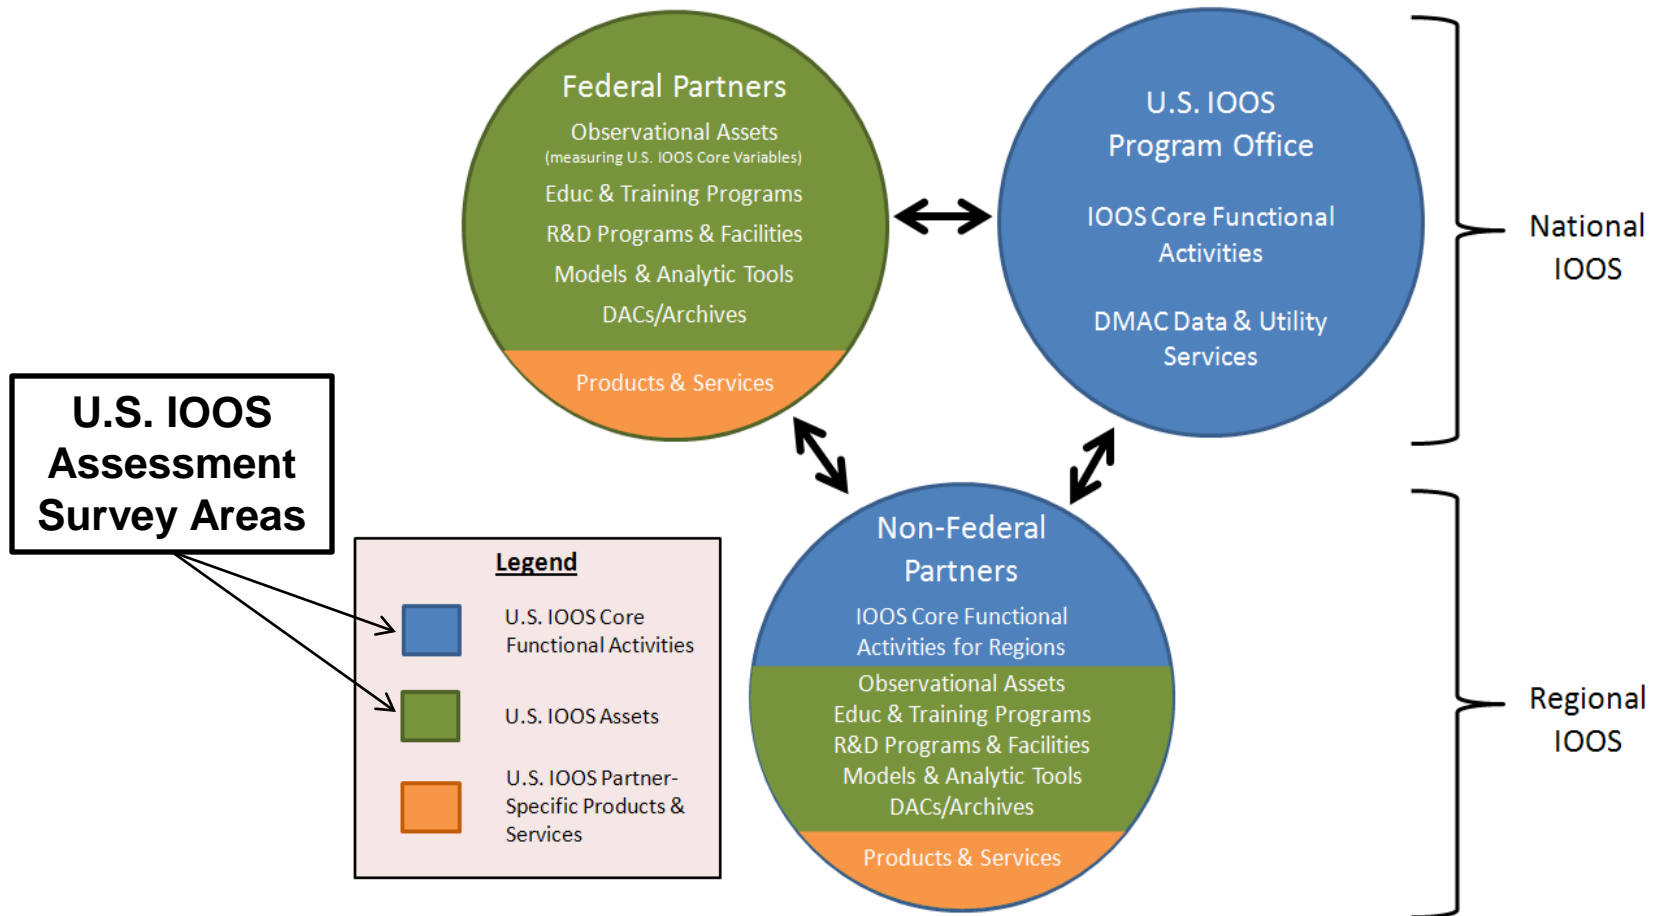 Federal Partners
Observational Assets
(measuring U.S. IOOS Core Variables)
Educ & Training Programs
R&D Programs & Facilities
Models & Analytic Tools
DACs/Archives
Products & Services
U.S. IOOS
Program Office
IOOS Core Functional
Activities
DMAC Data & Utility
Services
National
IOOS
U.S. IOOS
Assessment
Survey Areas
Legend
U.S. IOOS Core
Functional Activities
U.S. IOOS Assets
U.S. IOOS Partner-
Specific Products &
Services
Non-Federal
Partners
IOOS Core Functional
Activities for Regions
Observational Assets
Educ & Training Programs
R&D Programs & Facilities
Models & Analytic Tools
DACs/Archives
Products & Services
Regional
IOOS